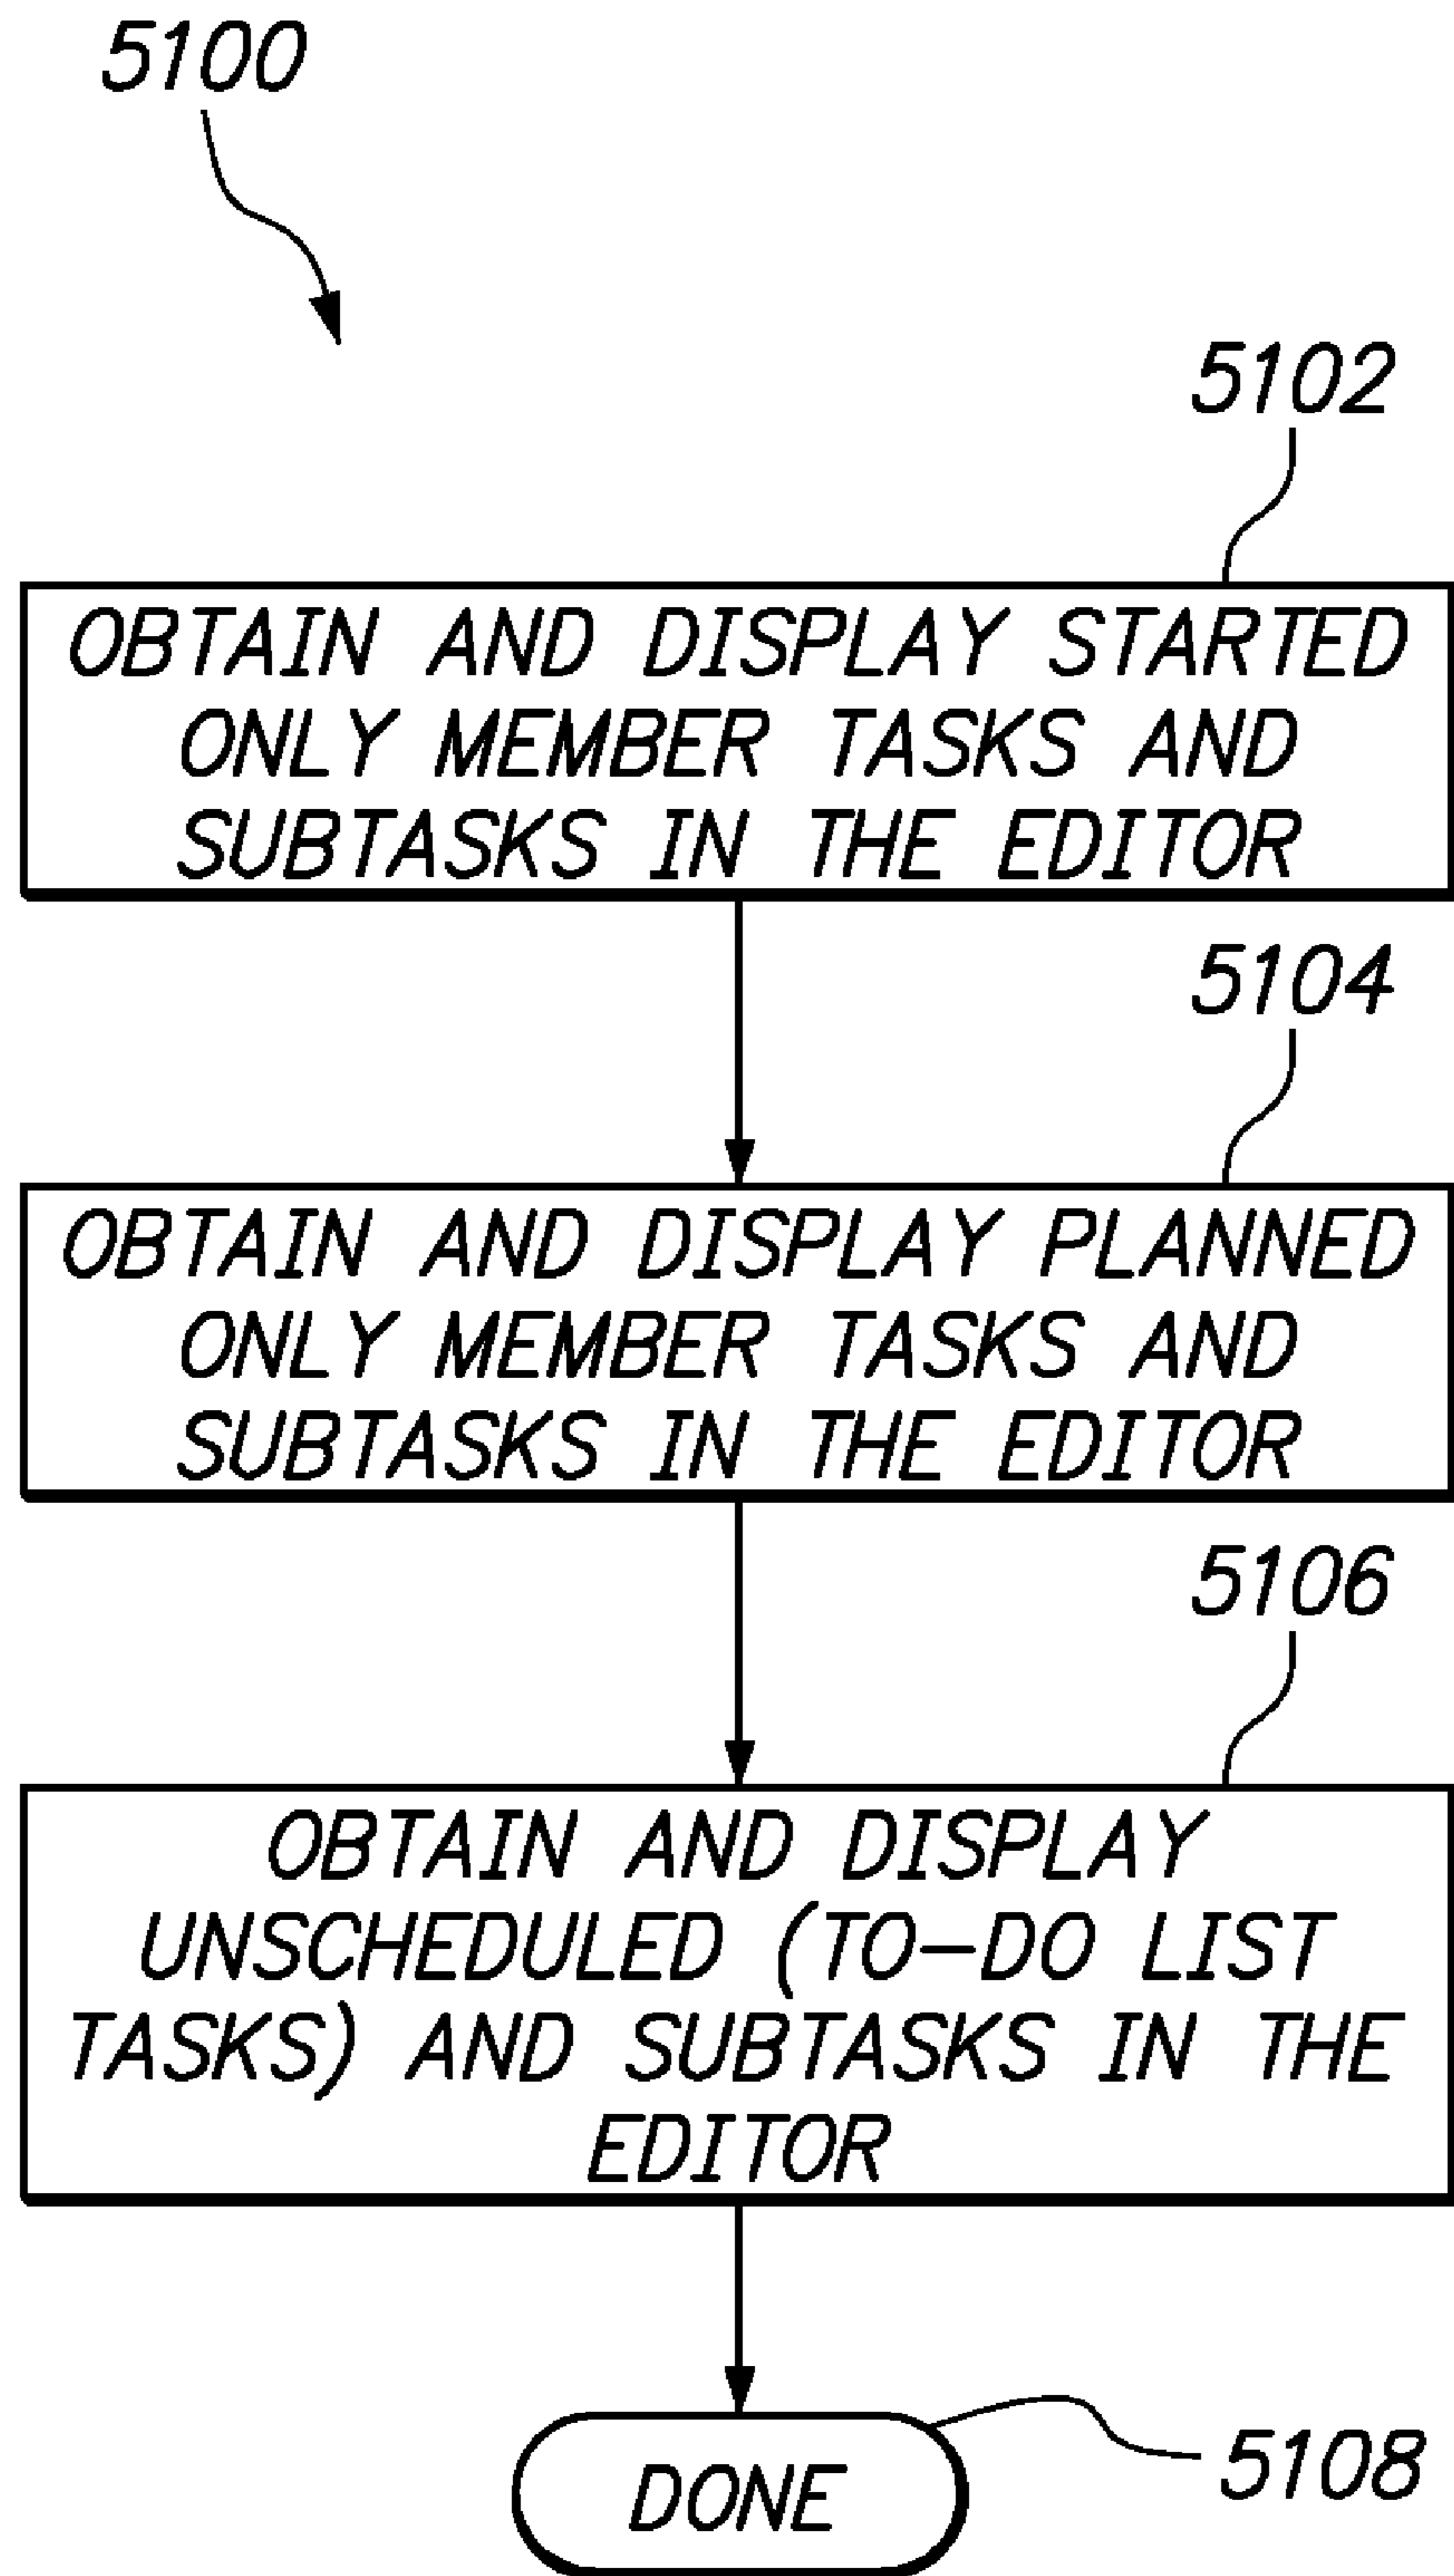 5100
5102
OBTAIN AND DISPLAY STARTED
ONLY MEMBER TASKS AND
SUBTASKS IN THE EDITOR
5104
OBTAIN AND DISPLAY PLANNED
ONLY MEMBER TASKS AND
SUBTASKS IN THE EDITOR
5106
OBTAIN AND DISPLAY
UNSCHEDULED (TO-DO LIST
TASKS) AND SUBTASKS IN THE
EDITOR
DONE
5108